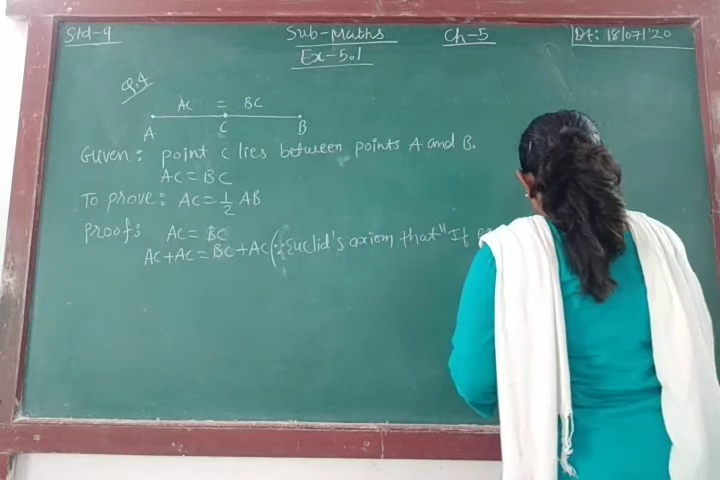 Std-9 Sub-Maths Ch-5 Dt: 18/07/'20
Ex-5.1
Q.4
AC = BC
A C B
Given: point C lies between points A and B.
AC = BC
To prove: AC = 1/2 AB
Proof: AC = BC
AC + AC = BC + AC (∵ Euclid's axiom that "If